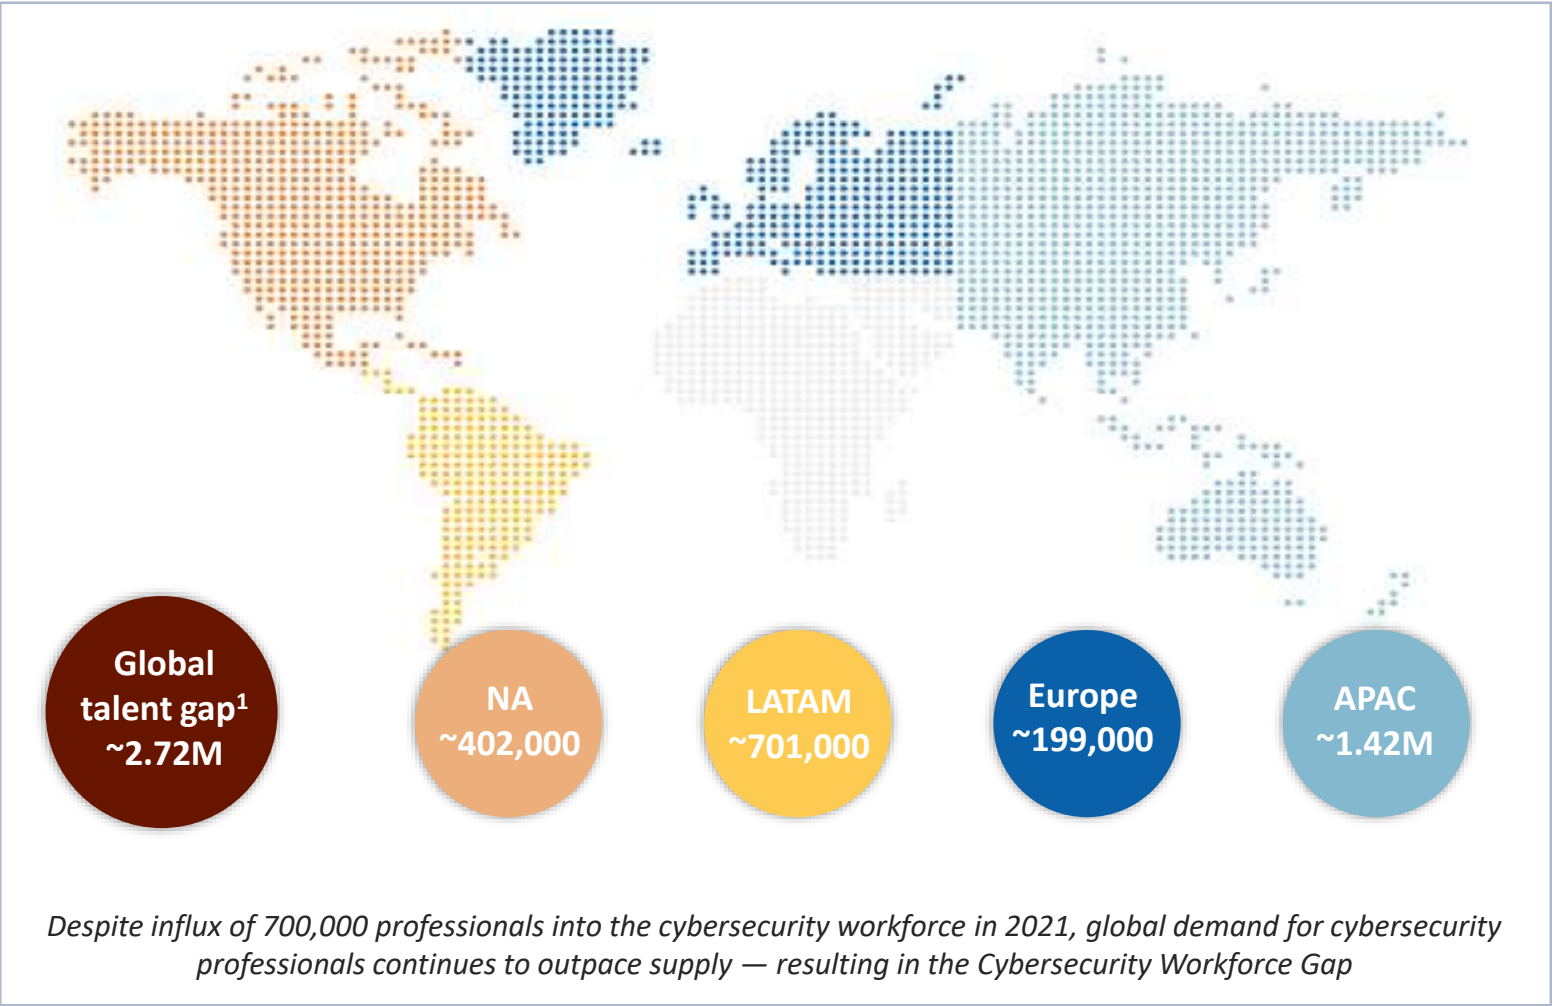 Global
talent gap¹
~2.72M
NA
~402,000
LATAM
~701,000
Europe
~199,000
APAC
~1.42M
Despite influx of 700,000 professionals into the cybersecurity workforce in 2021, global demand for cybersecurity
professionals continues to outpace supply — resulting in the Cybersecurity Workforce Gap